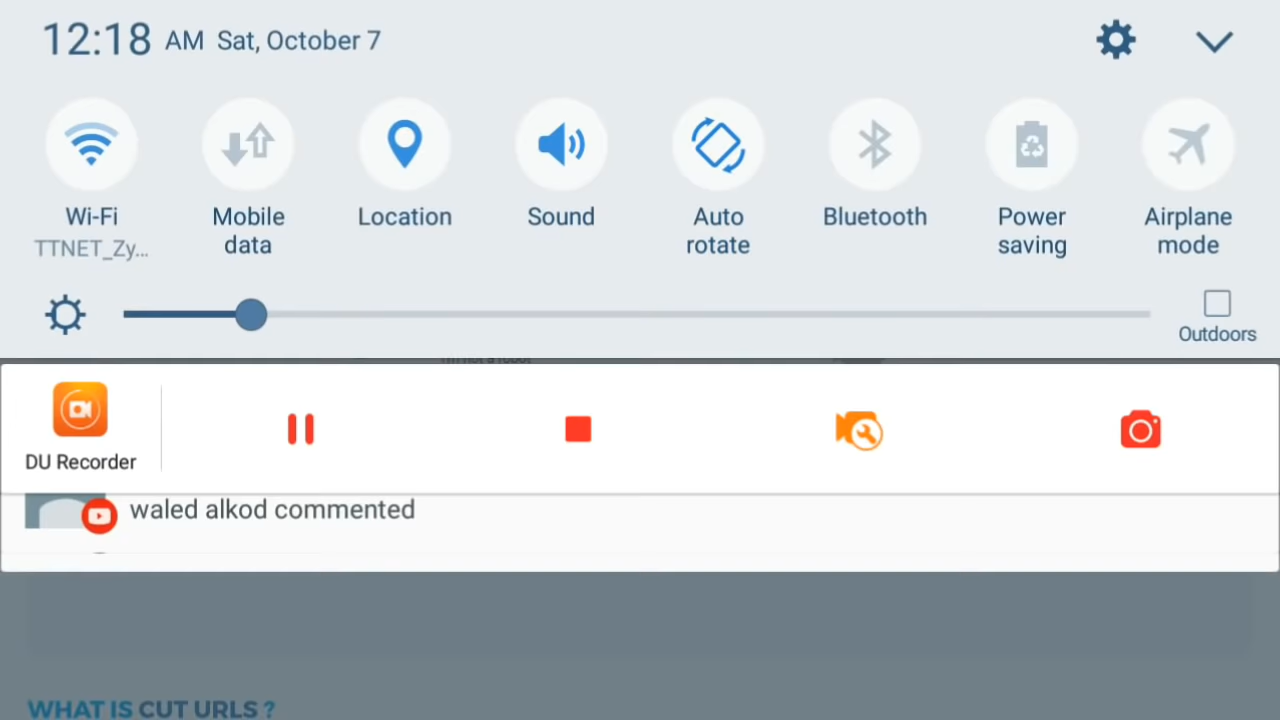 12:18 AM Sat, October 7
Wi-Fi
TTNET_Zy...
Mobile
data
Location
Sound
Auto
rotate
Bluetooth
Power
saving
Airplane
mode
Outdoors
DU Recorder
waled alkod commented
WHAT IS CUT URLS ?